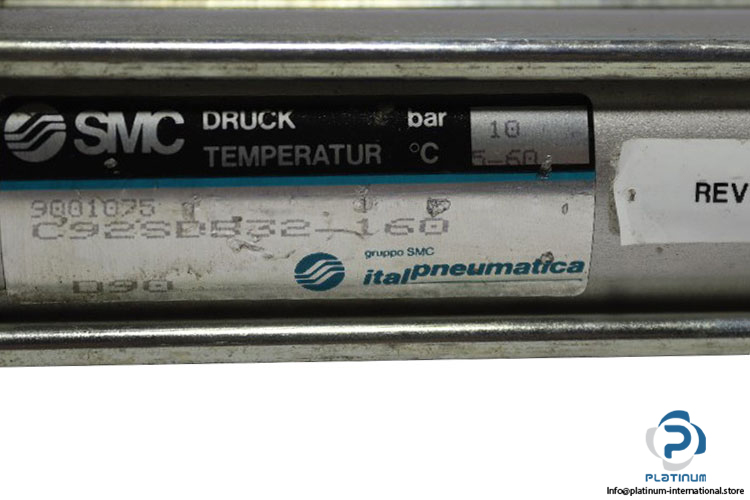 SMC
DRUCK bar 10
TEMPERATUR °C 5-60
9001075
C92SDB32-160
gruppo SMC
italpneumatica
D90
REV
PLATINUM
Info@platinum-international.store